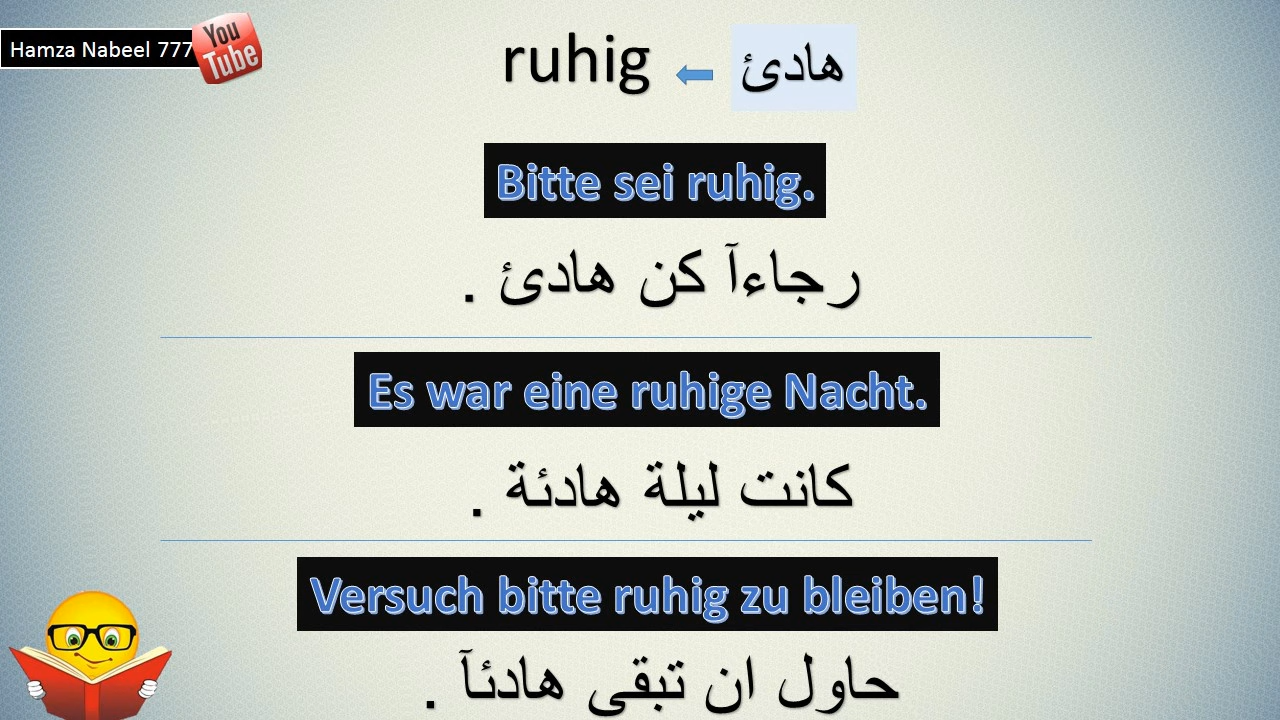 Hamza Nabeel 777
You
Tube
ruhig ← هادئ
Bitte sei ruhig.
رجاءآ كن هادئ .
Es war eine ruhige Nacht.
كانت ليلة هادئة .
Versuch bitte ruhig zu bleiben!
حاول ان تبقى هادئآ .